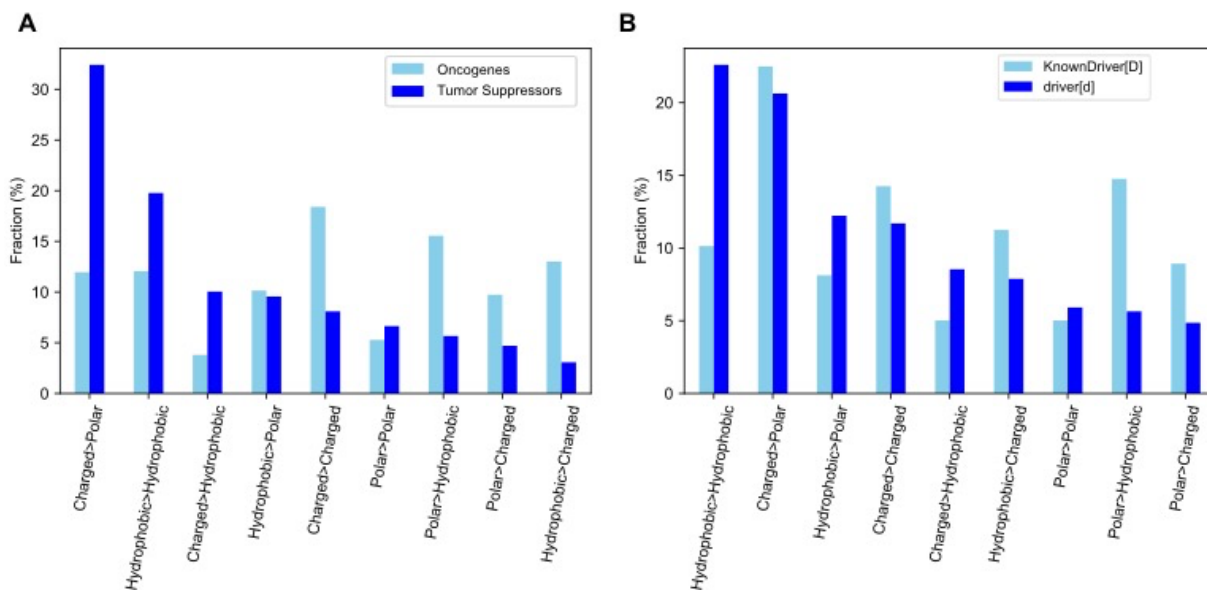 A
Fraction (%)
30
25
20
15
10
5
0
Oncogenes
Tumor Suppressors
Charged>Polar
Hydrophobic>Hydrophobic
Charged>Hydrophobic
Hydrophobic>Polar
Charged>Charged
Polar>Polar
Polar>Hydrophobic
Polar>Charged
Hydrophobic>Charged
B
Fraction (%)
20
15
10
5
0
KnownDriver[D]
driver[d]
Hydrophobic>Hydrophobic
Charged>Polar
Hydrophobic>Polar
Charged>Charged
Charged>Hydrophobic
Hydrophobic>Charged
Polar>Polar
Polar>Hydrophobic
Polar>Charged